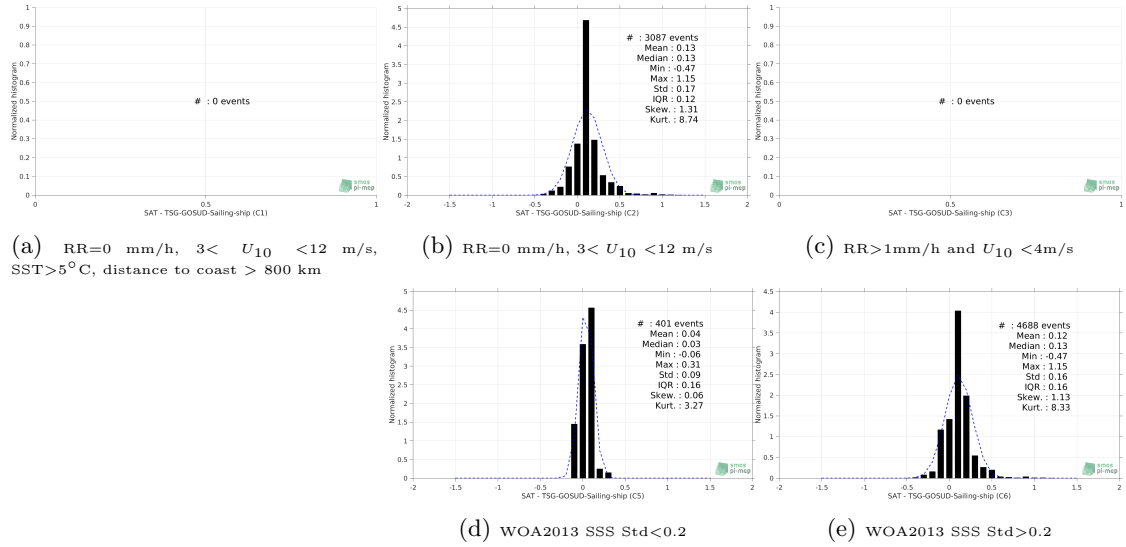 1
0.9
0.8
0.7
0.6
0.5
0.4
0.3
0.2
0.1
0
Normalized histogram
# : 0 events
0 0.5 1
SAT - TSG-GOSUD-Sailing-ship (C1)
smos
pi-mep
(a) RR=0 mm/h, 3< U10 <12 m/s,
SST>5°C, distance to coast > 800 km
5
4.5
4
3.5
3
2.5
2
1.5
1
0.5
0
Normalized histogram
# : 3087 events
Mean : 0.13
Median : 0.13
Min : -0.47
Max : 1.15
Std : 0.17
IQR : 0.12
Skew. : 1.31
Kurt. : 8.74
-2 -1.5 -1 -0.5 0 0.5 1 1.5 2
SAT - TSG-GOSUD-Sailing-ship (C2)
smos
pi-mep
(b) RR=0 mm/h, 3< U10 <12 m/s
1
0.9
0.8
0.7
0.6
0.5
0.4
0.3
0.2
0.1
0
Normalized histogram
# : 0 events
0 0.5 1
SAT - TSG-GOSUD-Sailing-ship (C3)
smos
pi-mep
(c) RR>1mm/h and U10 <4m/s
5
4.5
4
3.5
3
2.5
2
1.5
1
0.5
0
Normalized histogram
# : 401 events
Mean : 0.04
Median : 0.03
Min : -0.06
Max : 0.31
Std : 0.09
IQR : 0.16
Skew. : 0.06
Kurt. : 3.27
-2 -1.5 -1 -0.5 0 0.5 1 1.5 2
SAT - TSG-GOSUD-Sailing-ship (C5)
smos
pi-mep
(d) WOA2013 SSS Std<0.2
4.5
4
3.5
3
2.5
2
1.5
1
0.5
0
Normalized histogram
# : 4688 events
Mean : 0.12
Median : 0.13
Min : -0.47
Max : 1.15
Std : 0.16
IQR : 0.16
Skew. : 1.13
Kurt. : 8.33
-2 -1.5 -1 -0.5 0 0.5 1 1.5 2
SAT - TSG-GOSUD-Sailing-ship (C6)
smos
pi-mep
(e) WOA2013 SSS Std>0.2